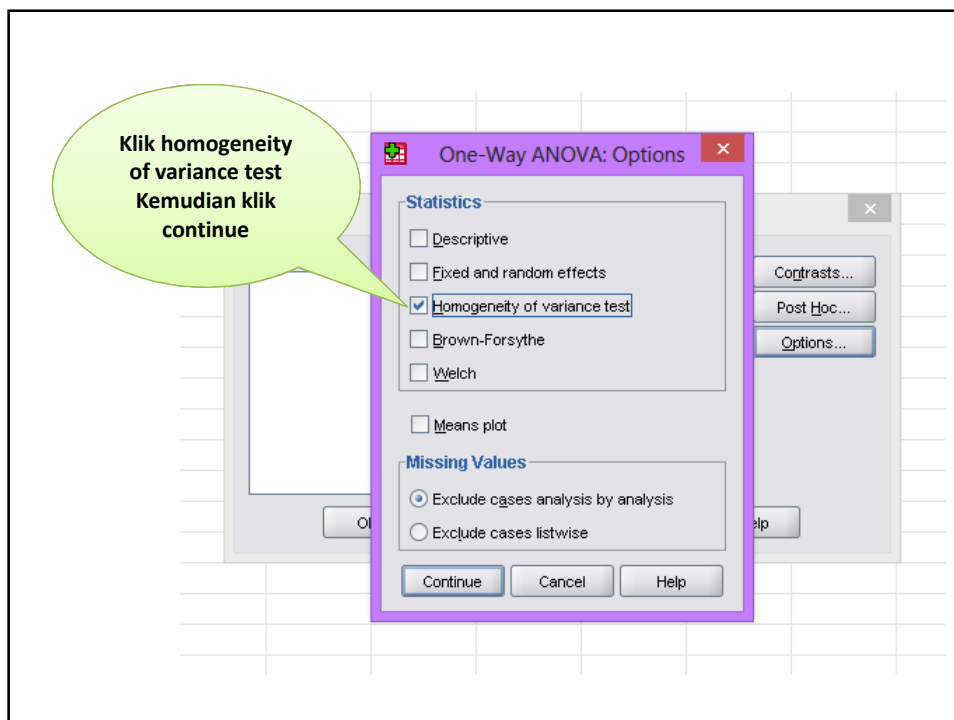 Klik homogeneity
of variance test
Kemudian klik
continue
One-Way ANOVA: Options
Statistics
Descriptive
Fixed and random effects
Homogeneity of variance test
Brown-Forsythe
Welch
Means plot
Missing Values
Exclude cases analysis by analysis
Exclude cases listwise
Continue
Cancel
Help
Contrasts...
Post Hoc...
Options...